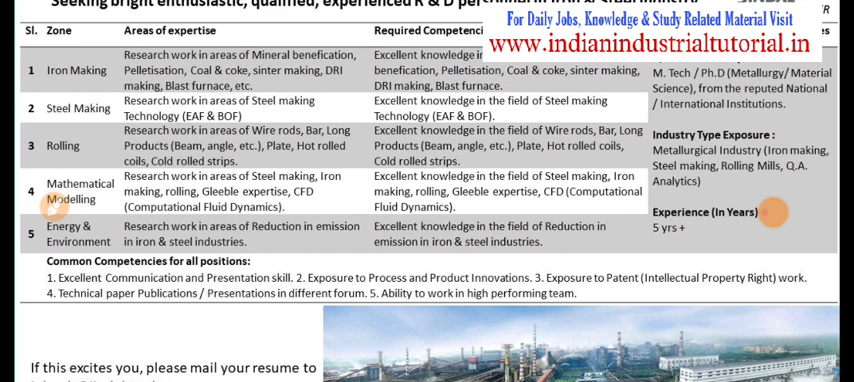 Seeking bright enthusiastic, qualified, experienced R & D
For Daily Jobs, Knowledge & Study Related Material Visit
www.indianindustrialtutorial.in
Sl. Zone Areas of expertise Required Competenci
1 Iron Making
Research work in areas of Mineral benefication,
Pelletisation, Coal & coke, sinter making, DRI
making, Blast furnace, etc.
Excellent knowledge in
benefication, Pelletisation, Coal & coke, sinter making,
DRI making, Blast furnace.
2 Steel Making
Research work in areas of Steel making
Technology (EAF & BOF)
Excellent knowledge in the field of Steel making
Technology (EAF & BOF).
3 Rolling
Research work in areas of Wire rods, Bar, Long
Products (Beam, angle, etc.), Plate, Hot rolled
coils, Cold rolled strips.
Excellent knowledge in the field of Wire rods, Bar, Long
Products (Beam, angle, etc.), Plate, Hot rolled coils,
Cold rolled strips.
4 Mathematical
Modelling
Research work in areas of Steel making, Iron
making, rolling, Gleeble expertise, CFD
(Computational Fluid Dynamics).
Excellent knowledge in the field of Steel making, Iron
making, rolling, Gleeble expertise, CFD (Computational
Fluid Dynamics).
5 Energy &
Environment
Research work in areas of Reduction in emission
in iron & steel industries.
Excellent knowledge in the field of Reduction in
emission in iron & steel industries.
M. Tech / Ph.D (Metallurgy/ Material
Science), from the reputed National
/ International Institutions.
Industry Type Exposure :
Metallurgical Industry (Iron making,
Steel making, Rolling Mills, Q.A.
Analytics)
Experience (In Years)
5 yrs +
Common Competencies for all positions:
1. Excellent Communication and Presentation skill. 2. Exposure to Process and Product Innovations. 3. Exposure to Patent (Intellectual Property Right) work.
4. Technical paper Publications / Presentations in different forum. 5. Ability to work in high performing team.
If this excites you, please mail your resume to